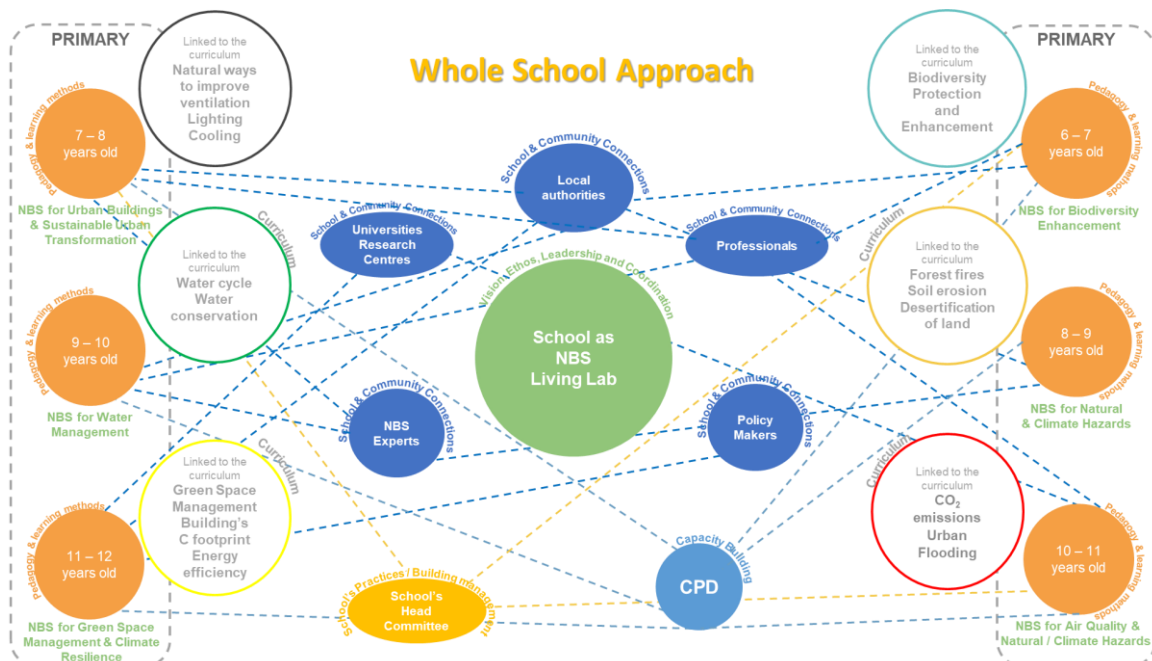 Whole School Approach
PRIMARY
Pedagogy & learning methods
7 – 8
years old
NBS for Urban Buildings
& Sustainable Urban
Transformation
Linked to the
curriculum
Natural ways
to improve
ventilation
Lighting
Cooling
Pedagogy & learning methods
9 – 10
years old
NBS for Water
Management
Curriculum
Linked to the
curriculum
Water cycle
Water
conservation
Pedagogy & learning methods
11 – 12
years old
NBS for Green Space
Management & Climate
Resilience
Curriculum
Linked to the
curriculum
Green Space
Management
Building's
C footprint
Energy
efficiency
School & Community Connections
Local
authorities
School & Community Connections
Universities
Research
Centres
School & Community Connections
Professionals
Vision Ethos, Leadership and Coordination
School as
NBS
Living Lab
School & Community Connections
NBS
Experts
School & Community Connections
Policy
Makers
School's Practices / Building management
School's
Head
Committee
Capacity Building
CPD
PRIMARY
Linked to the
curriculum
Biodiversity
Protection
and
Enhancement
Pedagogy & learning methods
6 – 7
years old
NBS for Biodiversity
Enhancement
Curriculum
Linked to the
curriculum
Forest fires
Soil erosion
Desertification
of land
Pedagogy & learning methods
8 – 9
years old
NBS for Natural
& Climate Hazards
Curriculum
Linked to the
curriculum
CO₂
emissions
Urban
Flooding
Pedagogy & learning methods
10 – 11
years old
NBS for Air Quality &
Natural / Climate Hazards